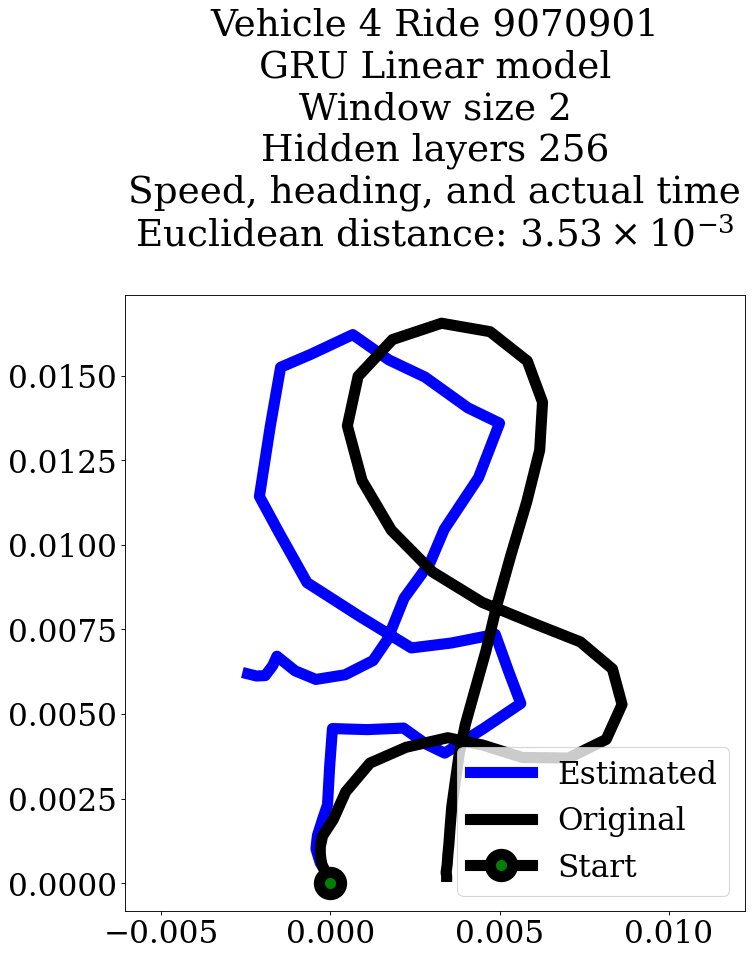 Vehicle 4 Ride 9070901
GRU Linear model
Window size 2
Hidden layers 256
Speed, heading, and actual time
Euclidean distance: 3.53 × 10⁻³
0.0150
0.0125
0.0100
0.0075
0.0050
0.0025
0.0000
−0.005 0.000 0.005 0.010
Estimated
Original
Start